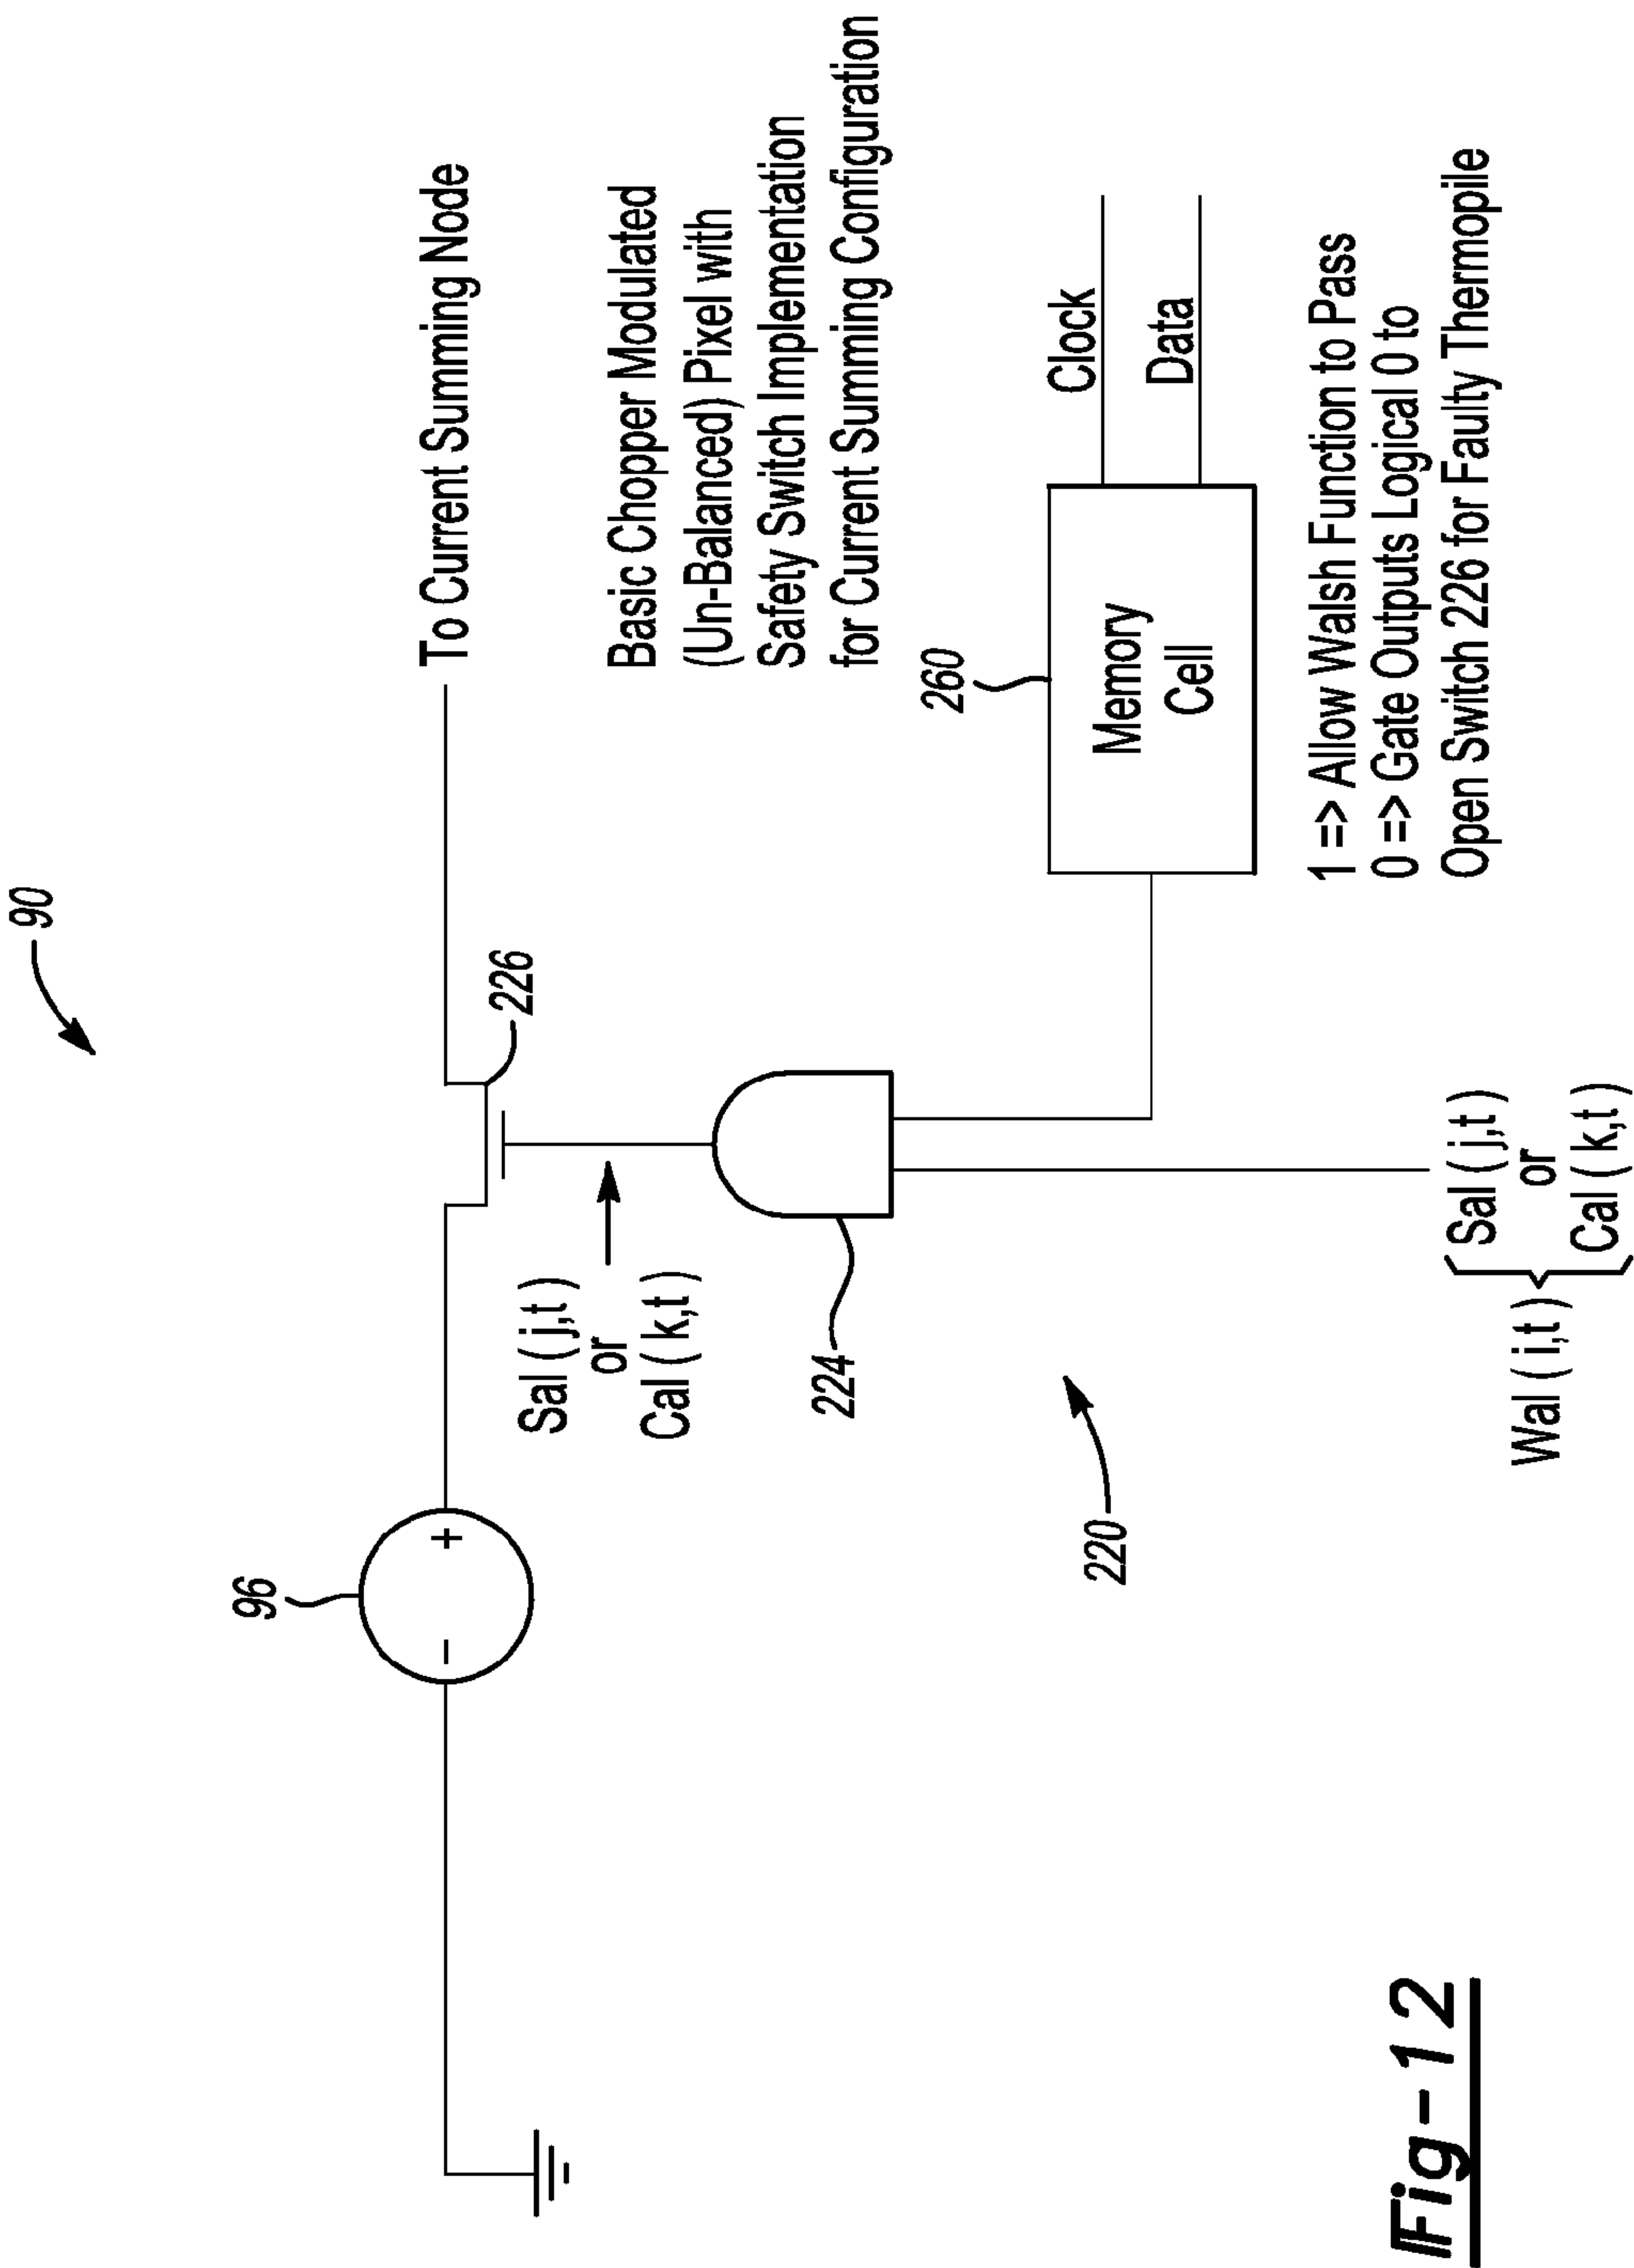 90
To Current Summing Node
Basic Chopper Modulated
(Un-Balanced) Pixel with
Safety Switch Implementation
for Current Summing Configuration
96
+
−
226
Sal ( j,t )
or
Cal ( k,t )
224
260
Memory
Cell
Clock
Data
1 => Allow Walsh Function to Pass
0 => Gate Outputs Logical 0 to
Open Switch 226 for Faulty Thermopile
220
Wal ( i,t )
Sal ( j,t )
or
Cal ( k,t )
Fig-12